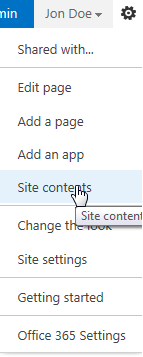 min
Jon Doe
Shared with...
Edit page
Add a page
Add an app
Site contents
Site content
Change the look
Site settings
Getting started
Office 365 Settings